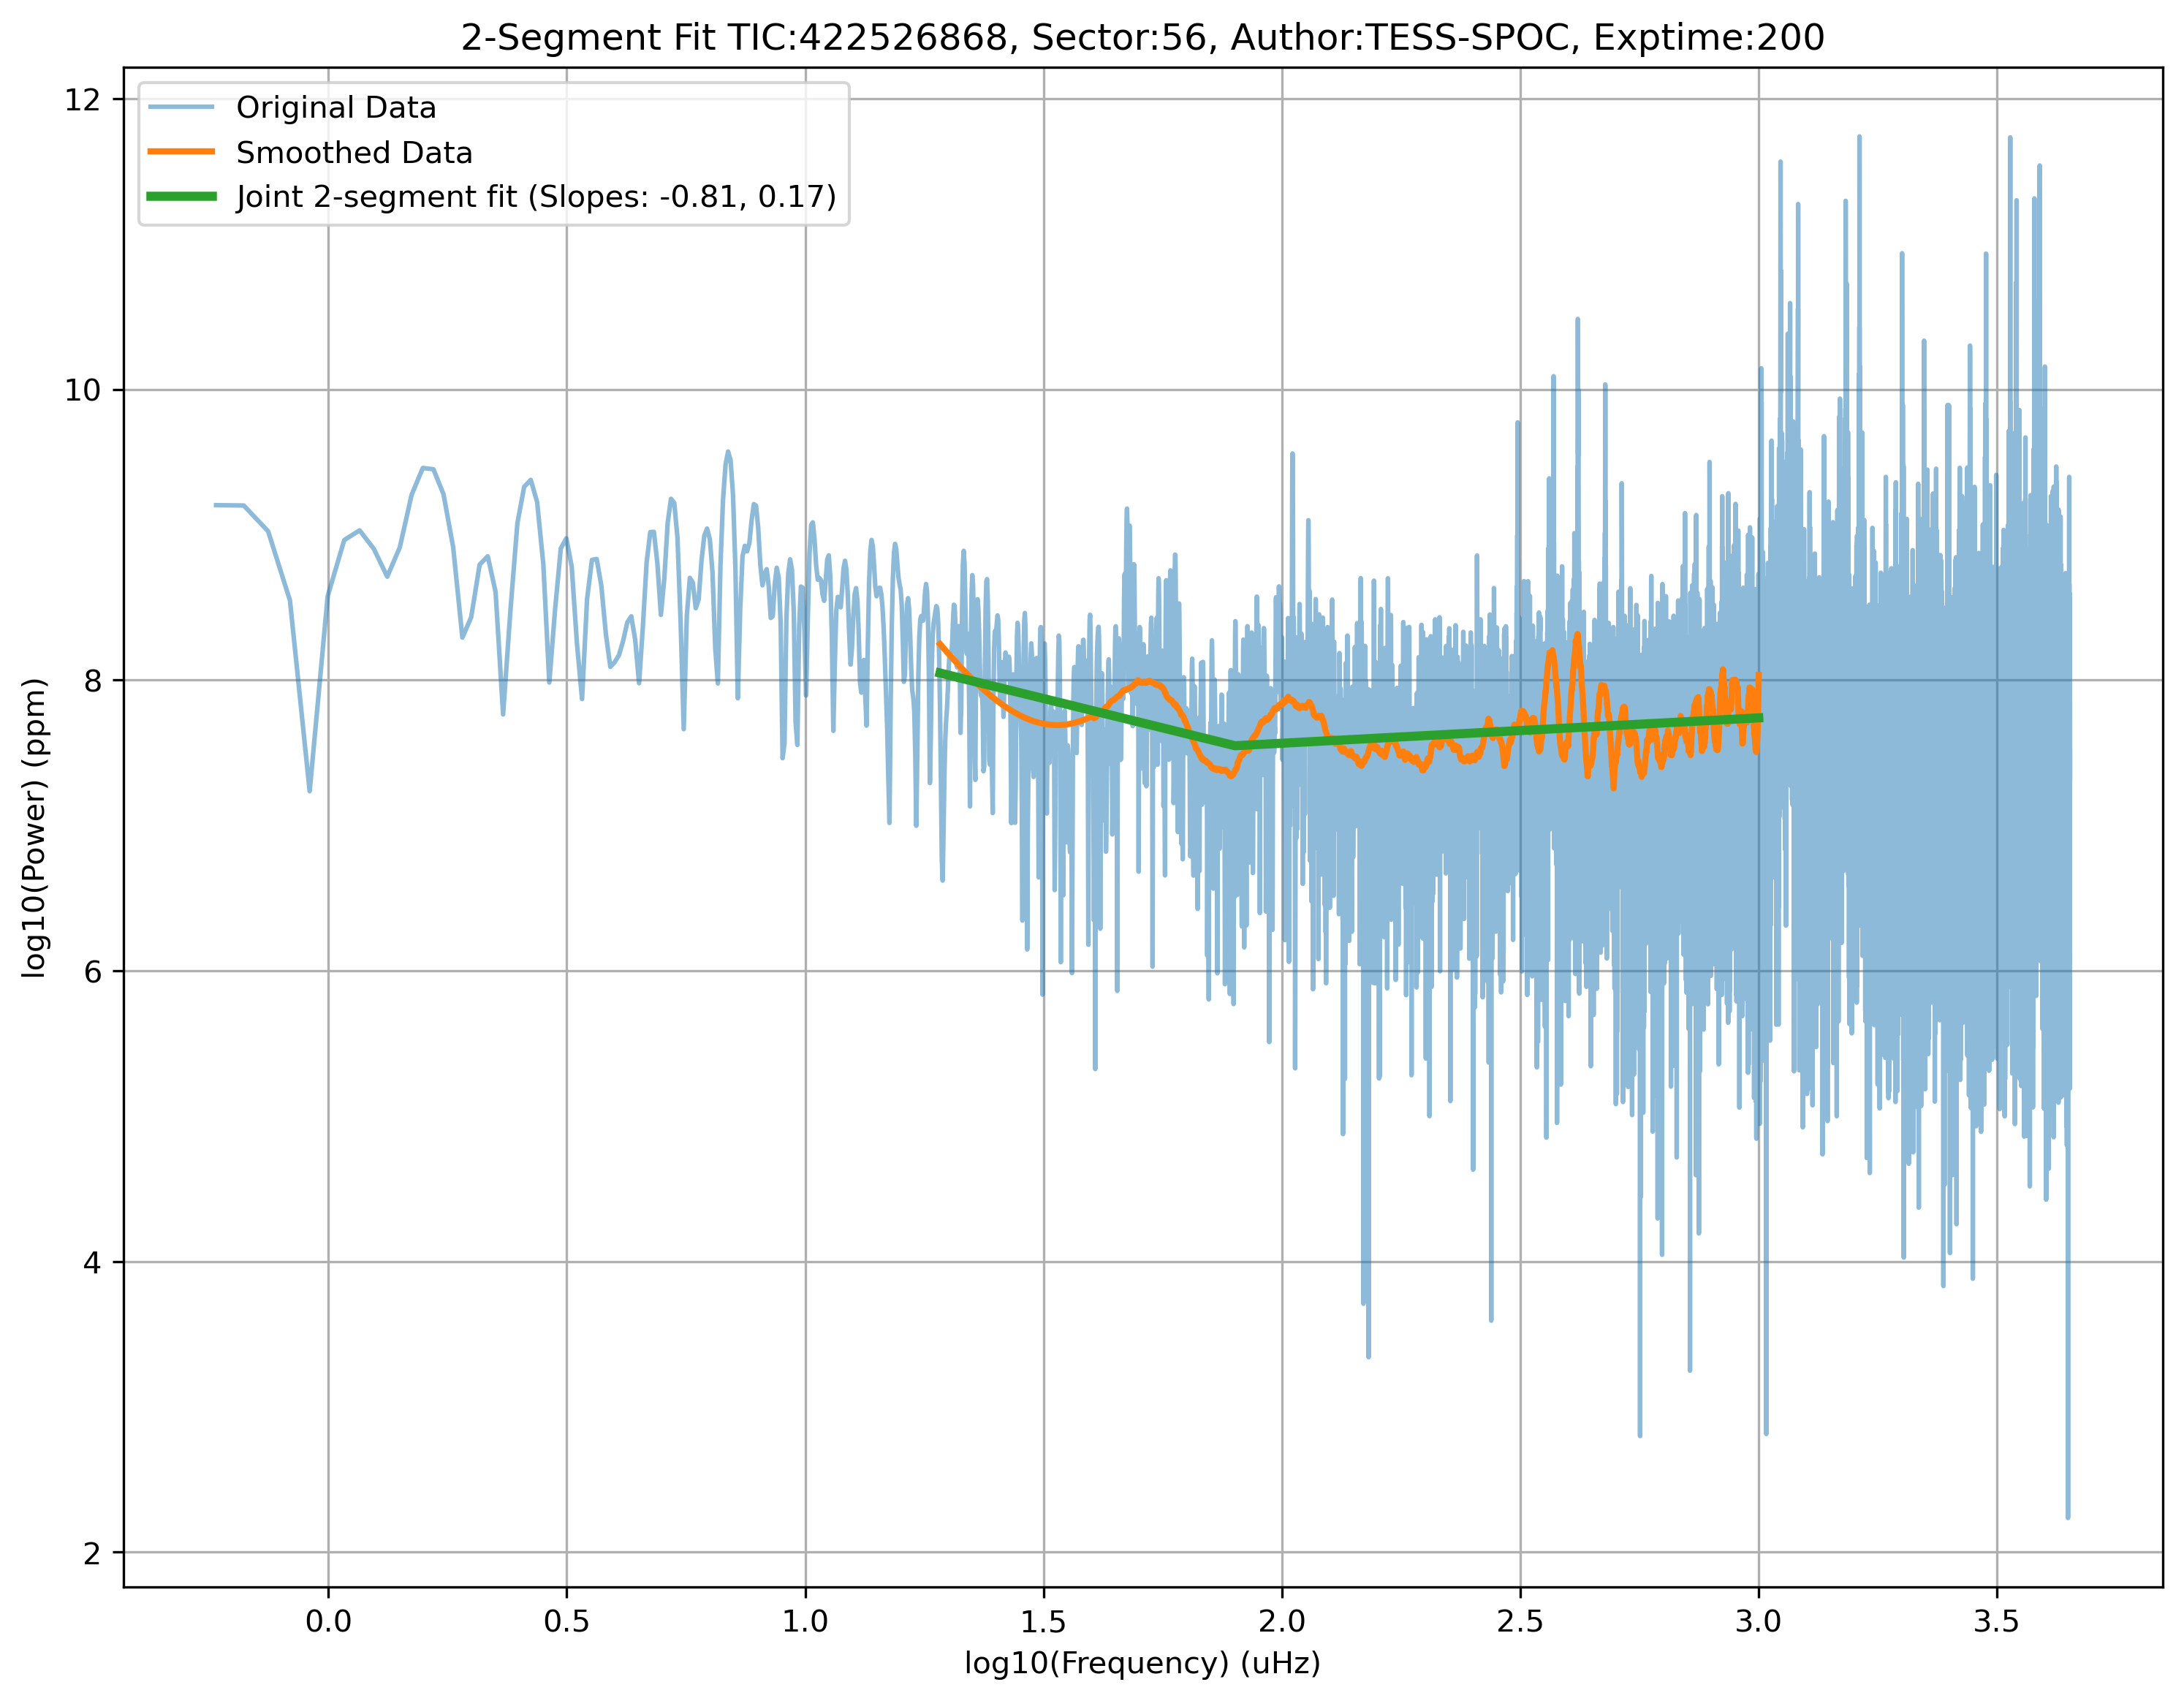 2-Segment Fit TIC:422526868, Sector:56, Author:TESS-SPOC, Exptime:200
Original Data
Smoothed Data
Joint 2-segment fit (Slopes: -0.81, 0.17)
12
10
8
6
4
2
log10(Power) (ppm)
0.0 0.5 1.0 1.5 2.0 2.5 3.0 3.5
log10(Frequency) (uHz)